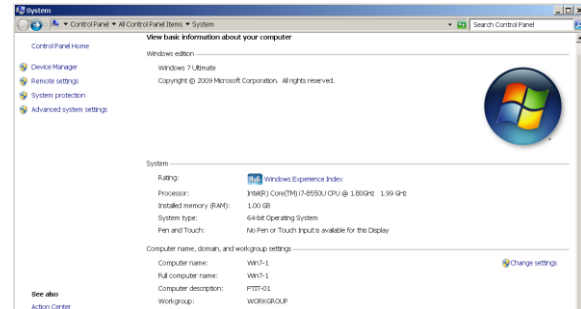 System
Control Panel ▾ All Control Panel Items ▾ System
Search Control Panel
Control Panel Home
Device Manager
Remote settings
System protection
Advanced system settings
See also
Action Center
View basic information about your computer
Windows edition
Windows 7 Ultimate
Copyright © 2009 Microsoft Corporation. All rights reserved.
System
Rating: 4.6 Windows Experience Index
Processor: Intel(R) Core(TM) i7-8550U CPU @ 1.80GHz 1.99 GHz
Installed memory (RAM): 1.00 GB
System type: 64-bit Operating System
Pen and Touch: No Pen or Touch Input is available for this Display
Computer name, domain, and workgroup settings
Computer name: Win7-1
Change settings
Full computer name: Win7-1
Computer description: PTIT-01
Workgroup: WORKGROUP